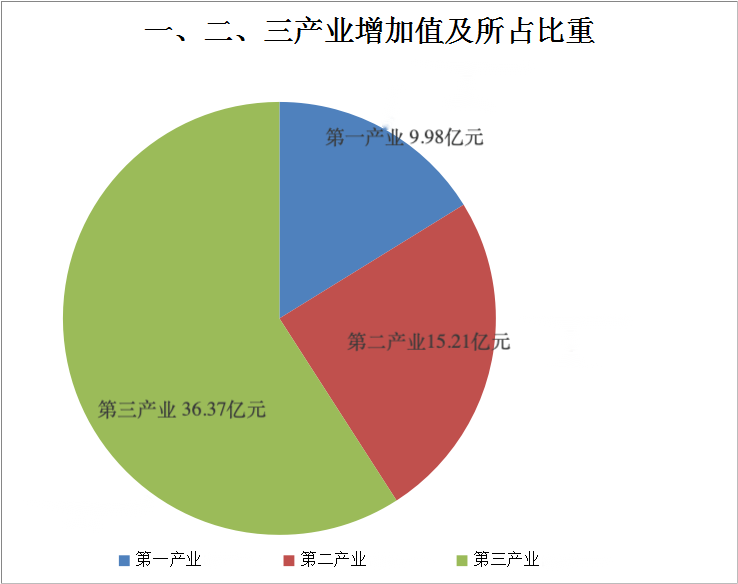 一、二、三产业增加值及所占比重
第一产业 9.98亿元
第二产业15.21亿元
第三产业 36.37亿元
第一产业 第二产业 第三产业